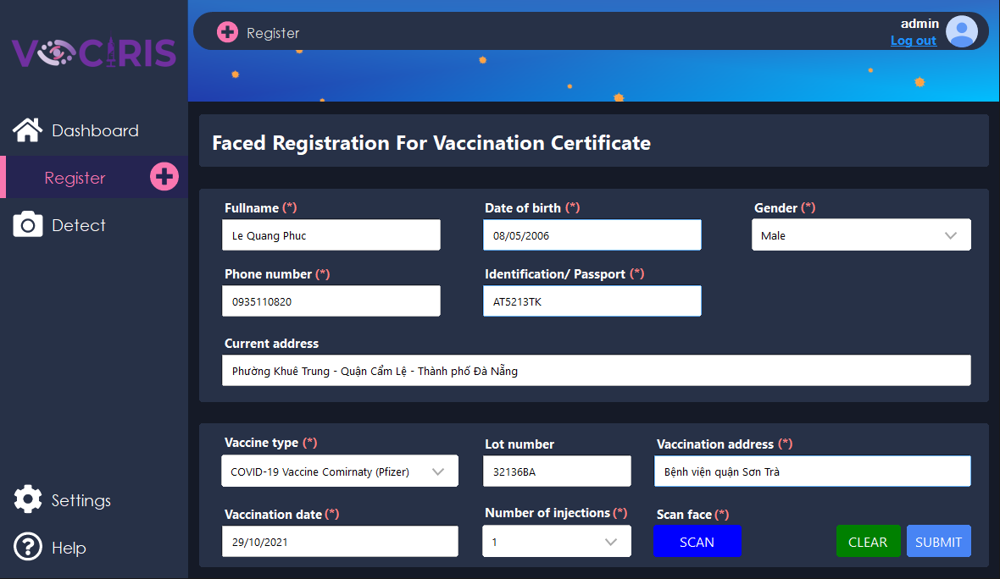 VOCIRIS
Register
admin
Log out
Dashboard
Register
Detect
Settings
Help
Faced Registration For Vaccination Certificate
Fullname (*)
Date of birth (*)
Gender (*)
Le Quang Phuc
08/05/2006
Male
Phone number (*)
Identification/ Passport (*)
0935110820
AT5213TK
Current address
Phường Khuê Trung - Quận Cẩm Lệ - Thành phố Đà Nẵng
Vaccine type (*)
Lot number
Vaccination address (*)
COVID-19 Vaccine Comirnaty (Pfizer)
32136BA
Bệnh viện quận Sơn Trà
Vaccination date (*)
Number of injections (*)
Scan face (*)
29/10/2021
1
SCAN
CLEAR
SUBMIT